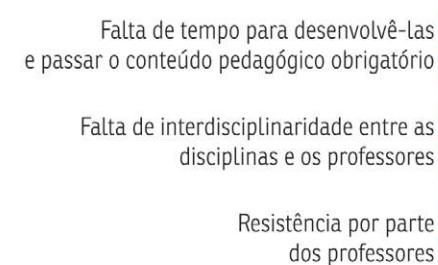 Falta de tempo para desenvolvê-las
e passar o conteúdo pedagógico obrigatório
Falta de interdisciplinaridade entre as
disciplinas e os professores
Resistência por parte
dos professores